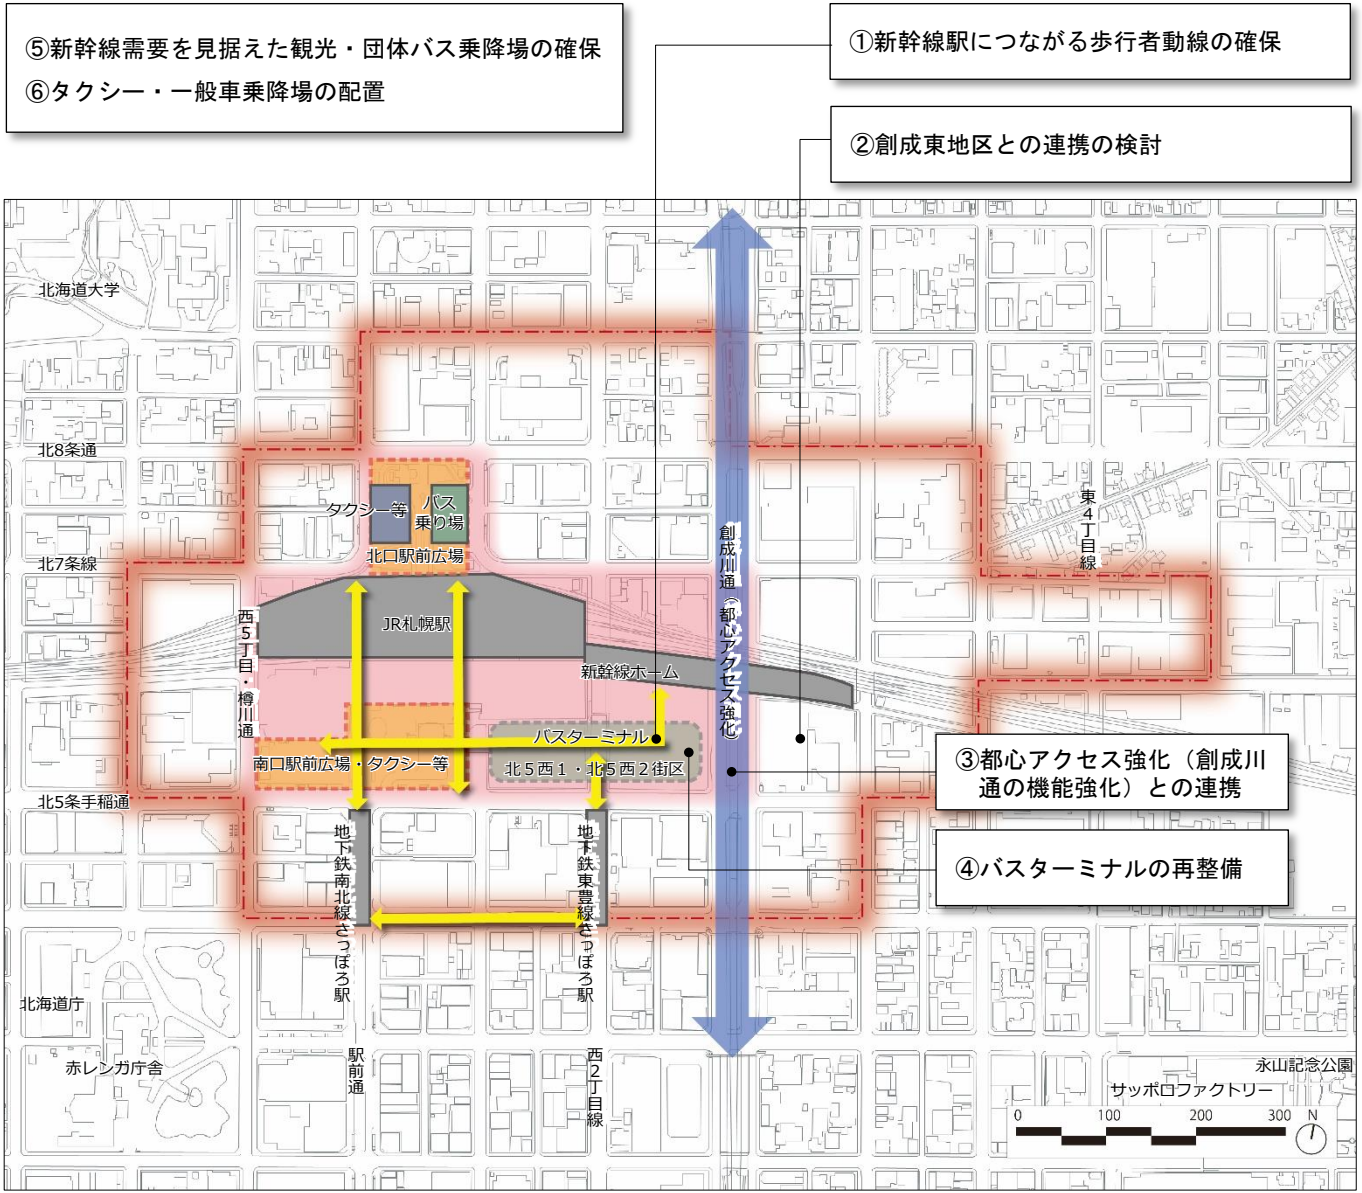 ⑤新幹線需要を見据えた観光・団体バス乗降場の確保
⑥タクシー・一般車乗降場の配置
①新幹線駅につながる歩行者動線の確保
②創成東地区との連携の検討
北海道大学
北8条通
タクシー等
バス
乗り場
北口駅前広場
北7条線
東4丁目線
創成川通（都心アクセス強化）
西5丁目・樽川通
JR札幌駅
新幹線ホーム
バスターミナル
北5西1・北5西2街区
南口駅前広場・タクシー等
北5条手稲通
③都心アクセス強化（創成川
通の機能強化）との連携
④バスターミナルの再整備
地下鉄南北線さっぽろ駅
地下鉄東豊線さっぽろ駅
北海道庁
赤レンガ庁舎
駅前通
西2丁目線
永山記念公園
サッポロファクトリー
0 100 200 300 N